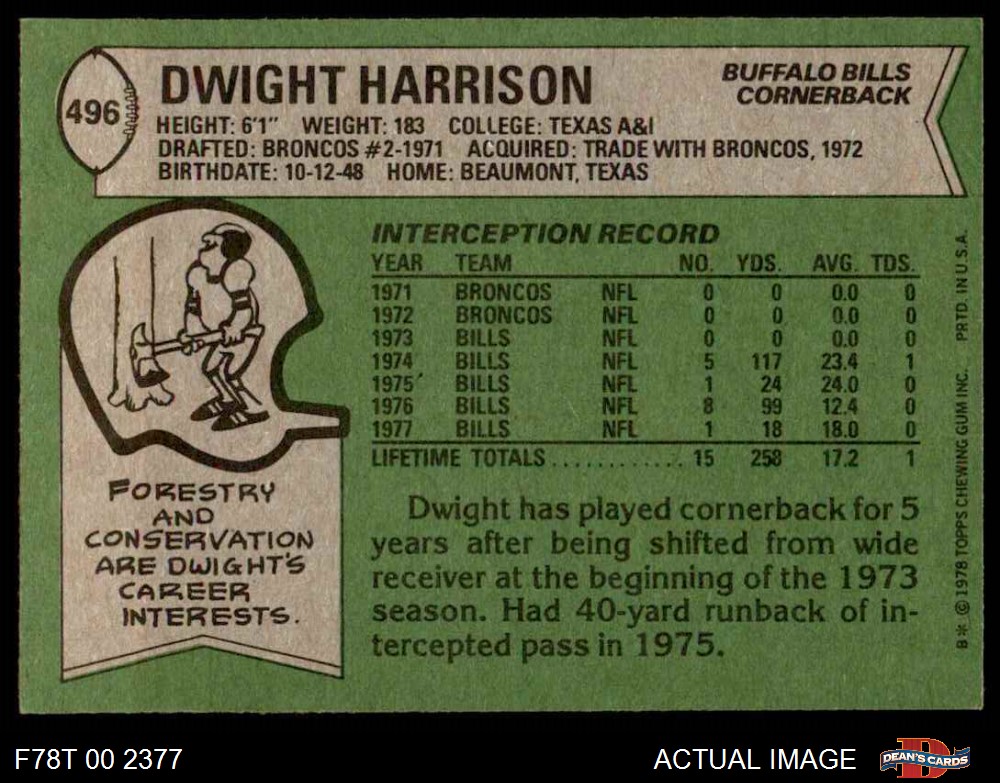 496
DWIGHT HARRISON
BUFFALO BILLS
CORNERBACK
HEIGHT: 6'1" WEIGHT: 183 COLLEGE: TEXAS A&I
DRAFTED: BRONCOS #2-1971 ACQUIRED: TRADE WITH BRONCOS, 1972
BIRTHDATE: 10-12-48 HOME: BEAUMONT, TEXAS
INTERCEPTION RECORD
YEAR TEAM NO. YDS. AVG. TDS.
1971 BRONCOS NFL 0 0 0.0 0
1972 BRONCOS NFL 0 0 0.0 0
1973 BILLS NFL 0 0 0.0 0
1974 BILLS NFL 5 117 23.4 1
1975 BILLS NFL 1 24 24.0 0
1976 BILLS NFL 8 99 12.4 0
1977 BILLS NFL 1 18 18.0 0
LIFETIME TOTALS............ 15 258 17.2 1
FORESTRY
AND
CONSERVATION
ARE DWIGHT'S
CAREER
INTERESTS.
Dwight has played cornerback for 5
years after being shifted from wide
receiver at the beginning of the 1973
season. Had 40-yard runback of in-
tercepted pass in 1975.
B* © 1978 TOPPS CHEWING GUM INC. PRTD. IN U.S.A.
F78T 00 2377
ACTUAL IMAGE
D
DEAN'S CARDS